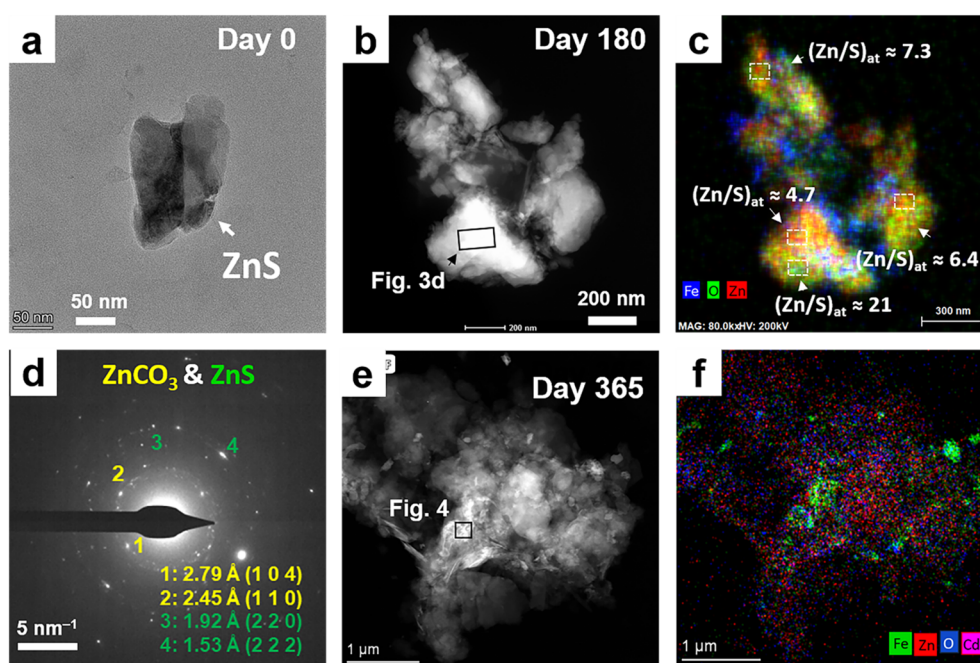 a
Day 0
ZnS
50 nm
50 nm
b
Day 180
Fig. 3d
200 nm
200 nm
c
(Zn/S)at ≈ 7.3
(Zn/S)at ≈ 4.7
(Zn/S)at ≈ 6.4
(Zn/S)at ≈ 21
Fe O Zn
MAG: 80.0kxHV: 200kV
300 nm
d
ZnCO3 & ZnS
3
4
2
1
1: 2.79 Å (1 0 4)
2: 2.45 Å (1 1 0)
3: 1.92 Å (2 2 0)
4: 1.53 Å (2 2 2)
5 nm−1
e
Day 365
Fig. 4
1 µm
f
1 µm
Fe Zn O Cd